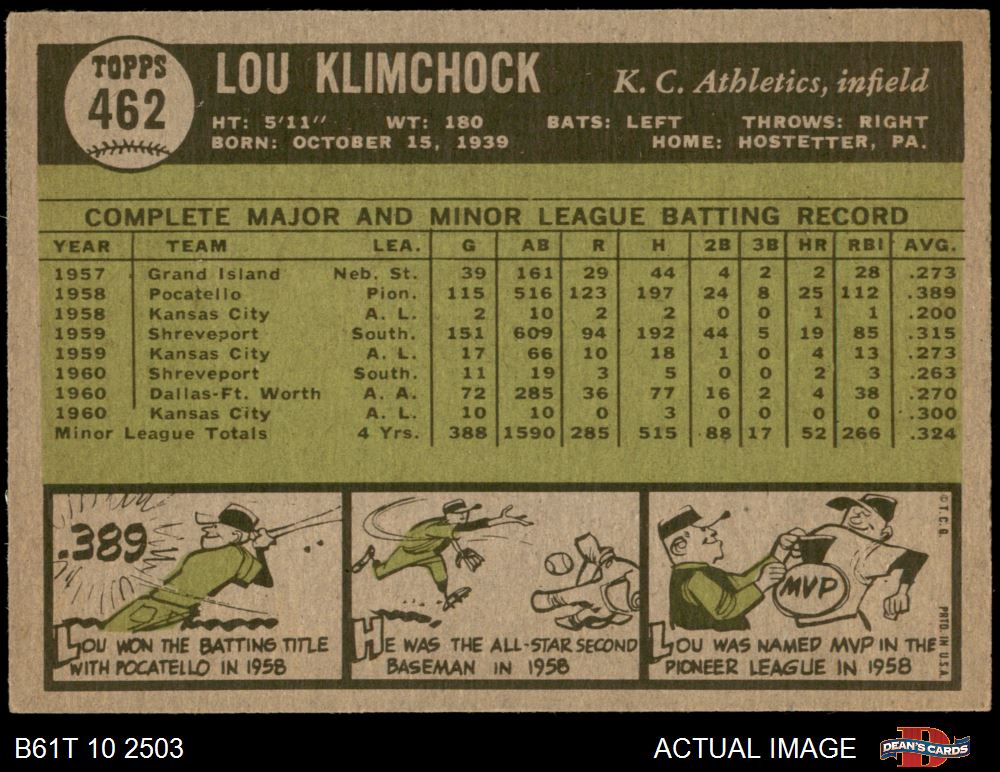 TOPPS
462
LOU KLIMCHOCK
K. C. Athletics, infield
HT: 5'11" WT: 180 BATS: LEFT THROWS: RIGHT
BORN: OCTOBER 15, 1939 HOME: HOSTETTER, PA.
COMPLETE MAJOR AND MINOR LEAGUE BATTING RECORD
YEAR TEAM LEA. G AB R H 2B 3B HR RBI AVG.
1957 Grand Island Neb. St. 39 161 29 44 4 2 2 28 .273
1958 Pocatello Pion. 115 516 123 197 24 8 25 112 .389
1958 Kansas City A. L. 2 10 2 2 0 0 1 1 .200
1959 Shreveport South. 151 609 94 192 44 5 19 85 .315
1959 Kansas City A. L. 17 66 10 18 1 0 4 13 .273
1960 Shreveport South. 11 19 3 5 0 0 2 3 .263
1960 Dallas-Ft. Worth A. A. 72 285 36 77 16 2 4 38 .270
1960 Kansas City A. L. 10 10 0 3 0 0 0 0 .300
Minor League Totals 4 Yrs. 388 1590 285 515 88 17 52 266 .324
.389
LOU WON THE BATTING TITLE
WITH POCATELLO IN 1958
HE WAS THE ALL-STAR SECOND
BASEMAN IN 1958
MVP
LOU WAS NAMED MVP IN THE
PIONEER LEAGUE IN 1958
© T. C. G.
PRTD IN U.S.A.
B61T 10 2503
ACTUAL IMAGE
DEAN'S CARDS